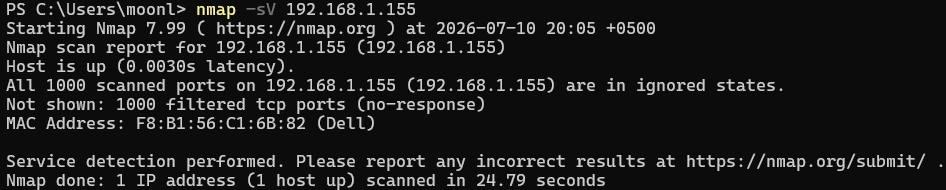 PS C:\Users\moonl> nmap -sV 192.168.1.155
Starting Nmap 7.99 ( https://nmap.org ) at 2026-07-10 20:05 +0500
Nmap scan report for 192.168.1.155 (192.168.1.155)
Host is up (0.0030s latency).
All 1000 scanned ports on 192.168.1.155 (192.168.1.155) are in ignored states.
Not shown: 1000 filtered tcp ports (no-response)
MAC Address: F8:B1:56:C1:6B:82 (Dell)
Service detection performed. Please report any incorrect results at https://nmap.org/submit/ .
Nmap done: 1 IP address (1 host up) scanned in 24.79 seconds